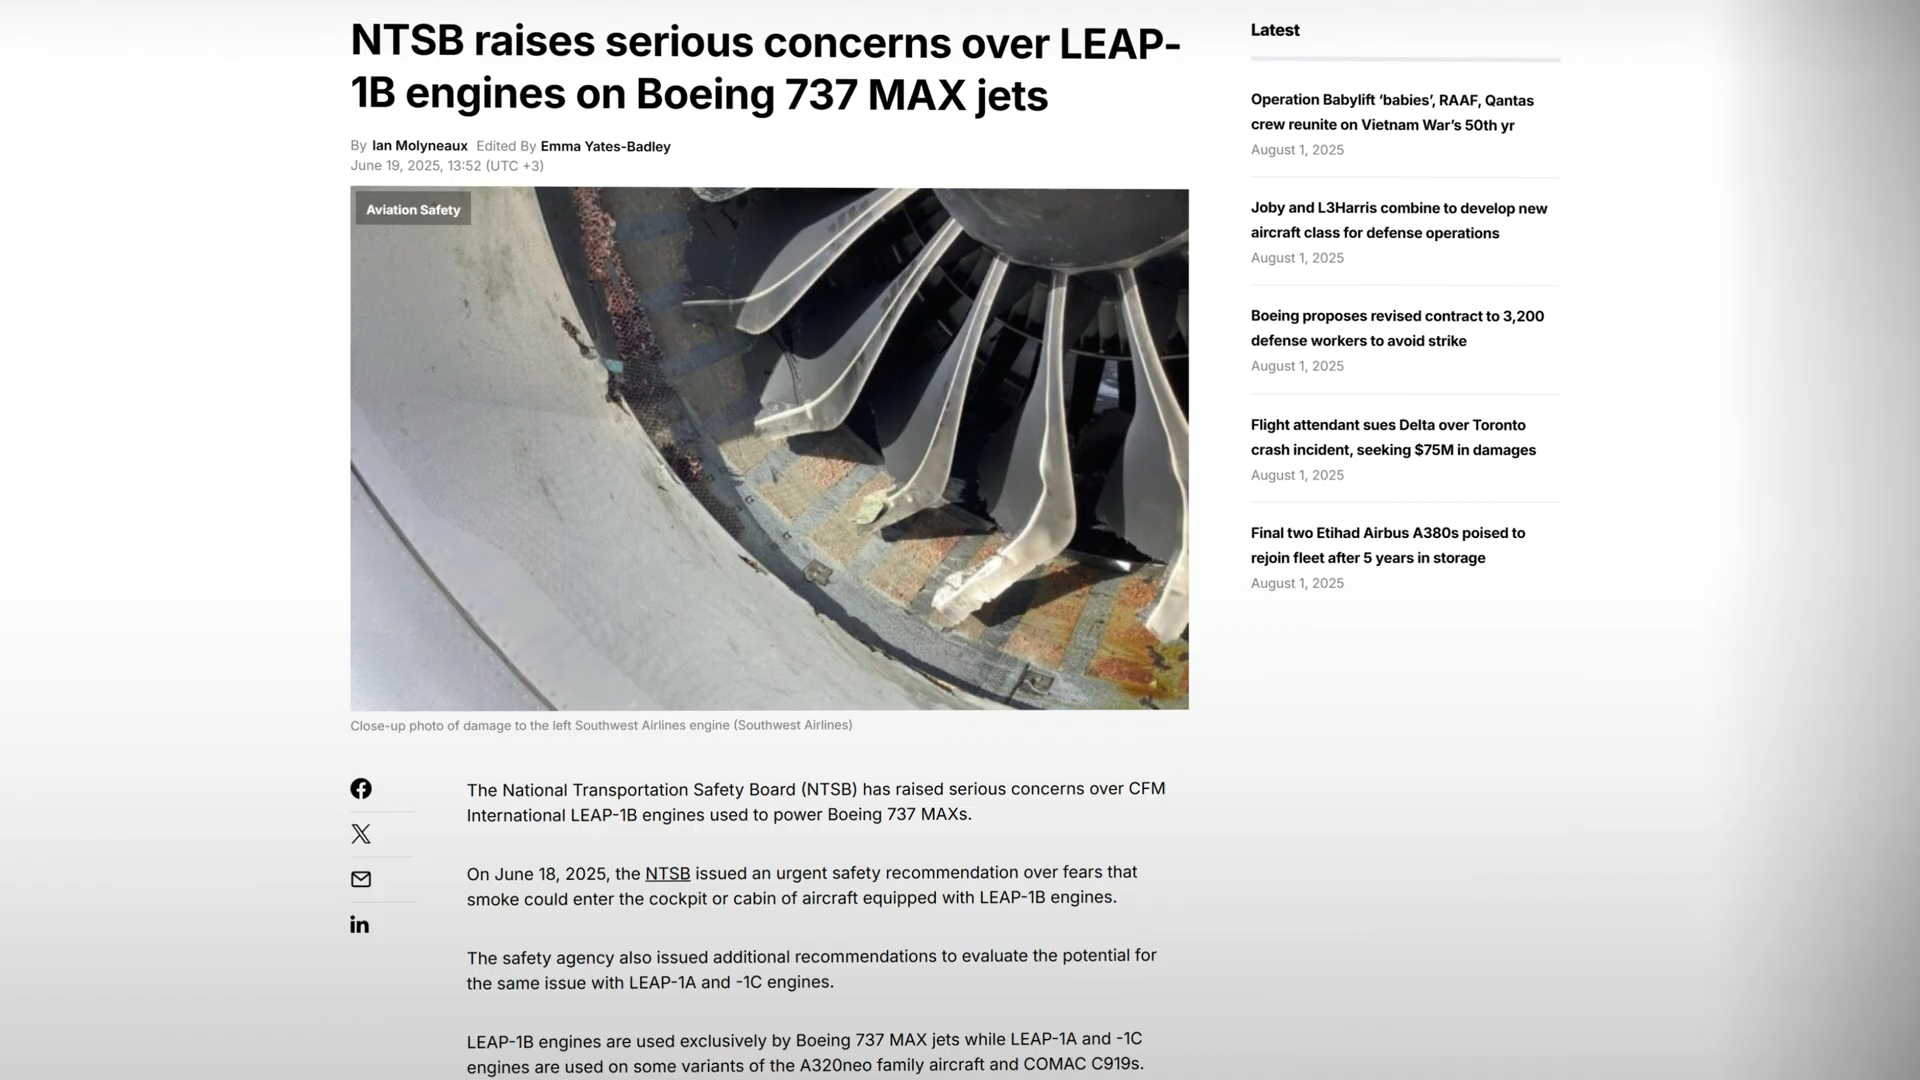 NTSB raises serious concerns over LEAP-
1B engines on Boeing 737 MAX jets
By Ian Molyneaux Edited By Emma Yates-Badley
June 19, 2025, 13:52 (UTC +3)
Aviation Safety
Close-up photo of damage to the left Southwest Airlines engine (Southwest Airlines)
The National Transportation Safety Board (NTSB) has raised serious concerns over CFM
International LEAP-1B engines used to power Boeing 737 MAXs.
On June 18, 2025, the NTSB issued an urgent safety recommendation over fears that
smoke could enter the cockpit or cabin of aircraft equipped with LEAP-1B engines.
The safety agency also issued additional recommendations to evaluate the potential for
the same issue with LEAP-1A and -1C engines.
LEAP-1B engines are used exclusively by Boeing 737 MAX jets while LEAP-1A and -1C
engines are used on some variants of the A320neo family aircraft and COMAC C919s.
Latest
Operation Babylift ‘babies’, RAAF, Qantas
crew reunite on Vietnam War’s 50th yr
August 1, 2025
Joby and L3Harris combine to develop new
aircraft class for defense operations
August 1, 2025
Boeing proposes revised contract to 3,200
defense workers to avoid strike
August 1, 2025
Flight attendant sues Delta over Toronto
crash incident, seeking $75M in damages
August 1, 2025
Final two Etihad Airbus A380s poised to
rejoin fleet after 5 years in storage
August 1, 2025